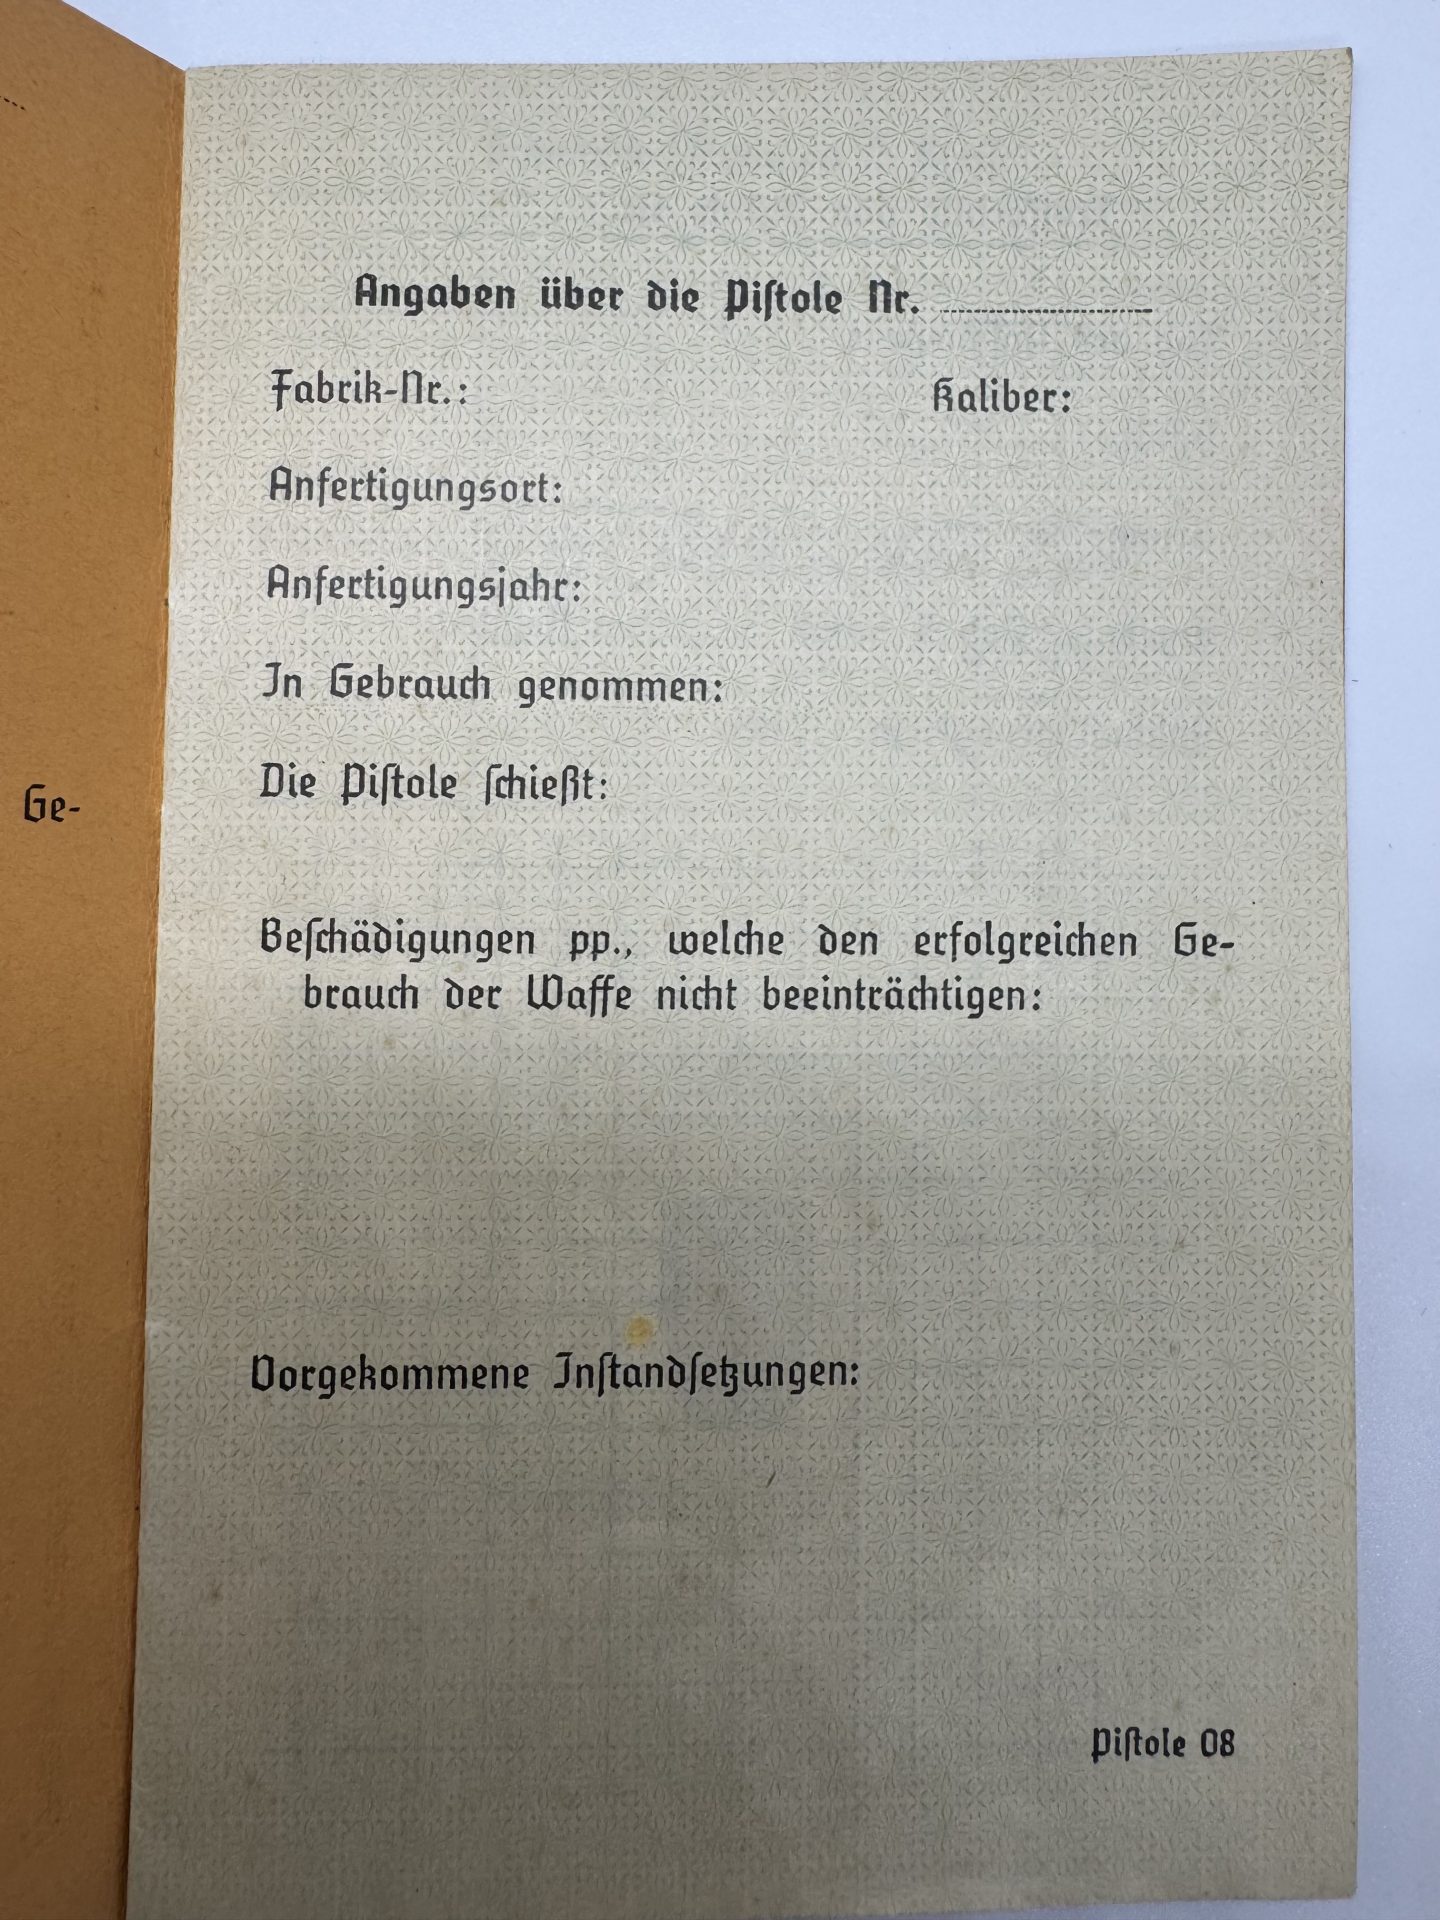 Ge-
Angaben über die Piſtole Nr. ........................
Fabrik-Nr.: Kaliber:
Anfertigungsort:
Anfertigungsjahr:
In Gebrauch genommen:
Die Piſtole ſchießt:
Beſchädigungen pp., welche den erfolgreichen Ge-
brauch der Waffe nicht beeinträchtigen:
Vorgekommene Inſtandſetzungen:
Piſtole 08